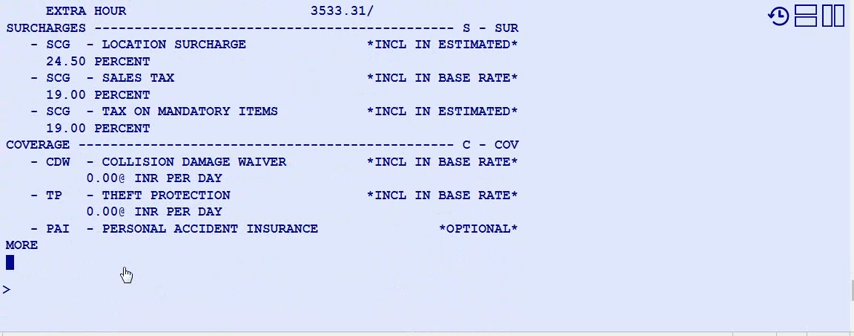 EXTRA HOUR 3533.31/
SURCHARGES --------------------------------------------- S - SUR
- SCG - LOCATION SURCHARGE *INCL IN ESTIMATED*
24.50 PERCENT
- SCG - SALES TAX *INCL IN BASE RATE*
19.00 PERCENT
- SCG - TAX ON MANDATORY ITEMS *INCL IN ESTIMATED*
19.00 PERCENT
COVERAGE ----------------------------------------------- C - COV
- CDW - COLLISION DAMAGE WAIVER *INCL IN BASE RATE*
0.00@ INR PER DAY
- TP - THEFT PROTECTION *INCL IN BASE RATE*
0.00@ INR PER DAY
- PAI - PERSONAL ACCIDENT INSURANCE *OPTIONAL*
MORE
>